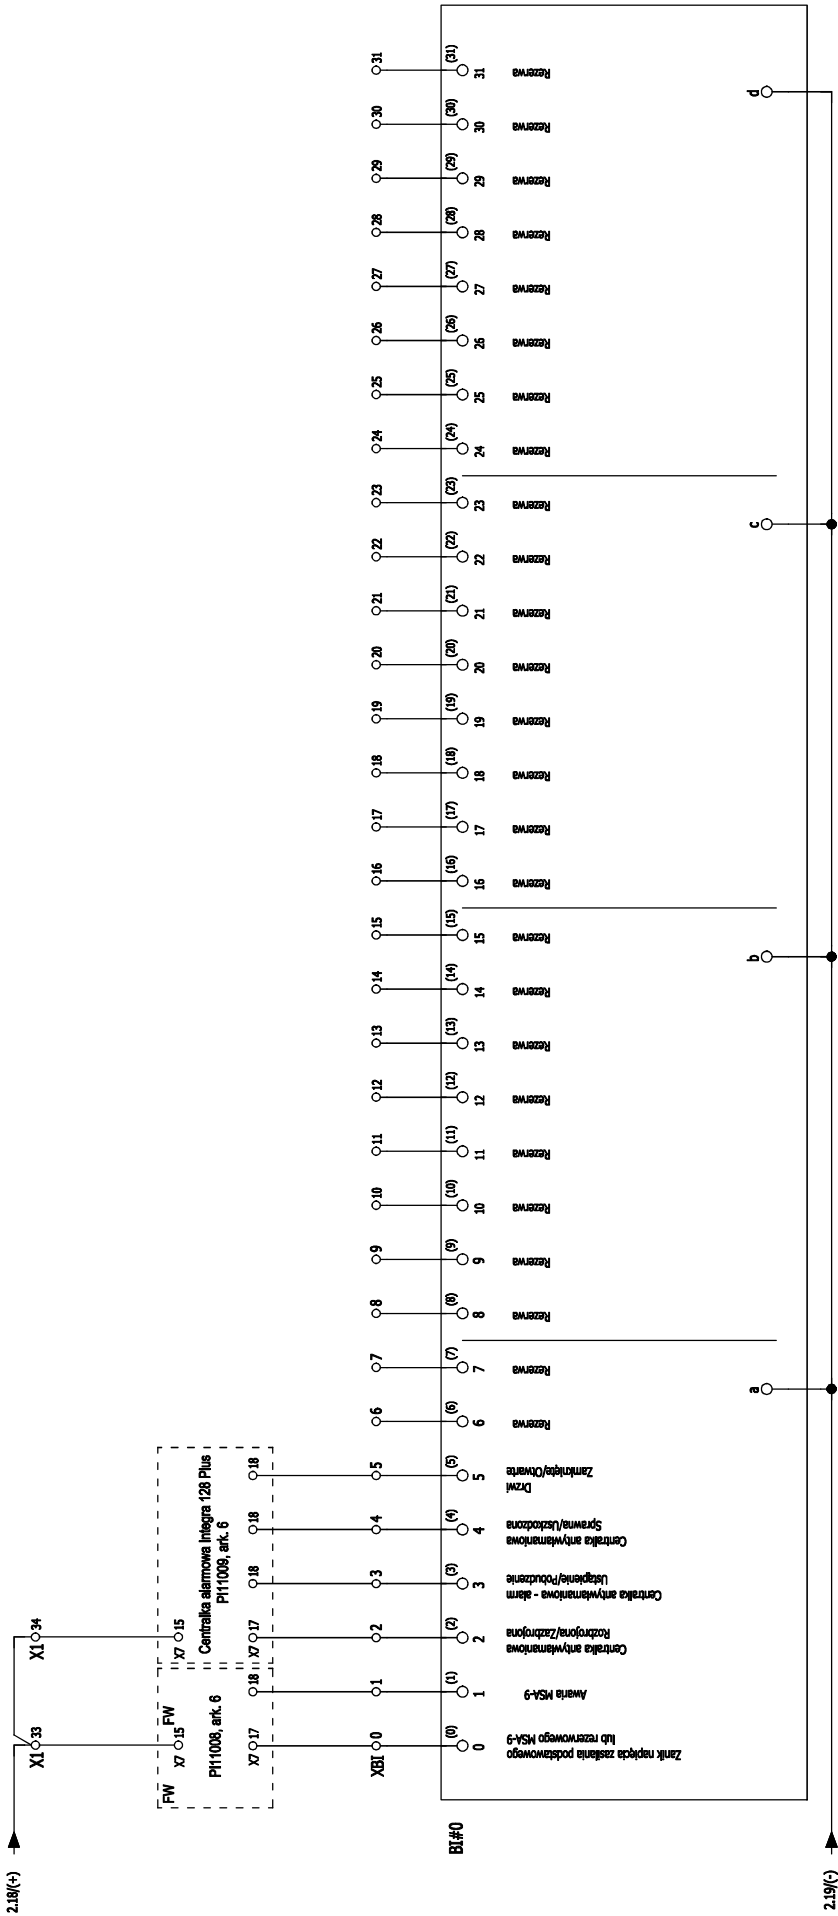 2.18/(+)
X1 33
X1 34
FW
X7 15
PI11008, ark. 6
X7 17
18
FW
X7 15
Centralka alarmowa Integra 128 Plus
PI11009, ark. 6
X7 17
18
18
18
XBI 0
1
2
3
4
5
6
7
8
9
10
11
12
13
14
15
16
17
18
19
20
21
22
23
24
25
26
27
28
29
30
31
BI#0
(0)
(1)
(2)
(3)
(4)
(5)
(6)
(7)
(8)
(9)
(10)
(11)
(12)
(13)
(14)
(15)
(16)
(17)
(18)
(19)
(20)
(21)
(22)
(23)
(24)
(25)
(26)
(27)
(28)
(29)
(30)
(31)
0
Zanik napięcia zasilania podstawowego
lub rezerwowego MSA-9
1
Awaria MSA-9
2
Centralka antywłamaniowa
Rozbrojona/Zazbrojona
3
Centralka antywłamaniowa - alarm
Ustąpienie/Pobudzenie
4
Centralka antywłamaniowa
Sprawna/Uszkodzona
5
Drzwi
Zamknięte/Otwarte
6
Rezerwa
7
Rezerwa
8
Rezerwa
9
Rezerwa
10
Rezerwa
11
Rezerwa
12
Rezerwa
13
Rezerwa
14
Rezerwa
15
Rezerwa
16
Rezerwa
17
Rezerwa
18
Rezerwa
19
Rezerwa
20
Rezerwa
21
Rezerwa
22
Rezerwa
23
Rezerwa
24
Rezerwa
25
Rezerwa
26
Rezerwa
27
Rezerwa
28
Rezerwa
29
Rezerwa
30
Rezerwa
31
Rezerwa
a
b
c
d
2.19/(-)